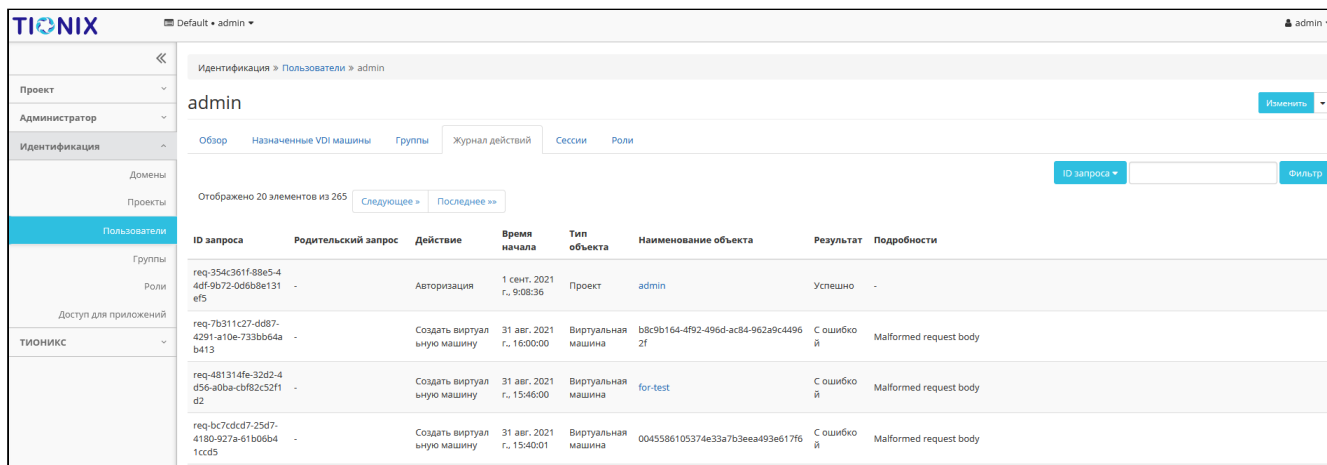 TIONIX
Default • admin
admin
Идентификация » Пользователи » admin
Проект
Администратор
Идентификация
Домены
Проекты
Пользователи
Группы
Роли
Доступ для приложений
ТИОНИКС
admin
Изменить
Обзор Назначенные VDI машины Группы Журнал действий Сессии Роли
ID запроса Фильтр
Отображено 20 элементов из 265 Следующее » Последнее »»
ID запроса Родительский запрос Действие Время начала Тип объекта Наименование объекта Результат Подробности
req-354c361f-88e5-4
4df-9b72-0d6b8e131
ef5
-
Авторизация
1 сент. 2021
г., 9:08:36
Проект
admin
Успешно
-
req-7b311c27-dd87-
4291-a10e-733bb64a
b413
-
Создать виртуал
ьную машину
31 авг. 2021
г., 16:00:00
Виртуальная
машина
b8c9b164-4f92-496d-ac84-962a9c4496
2f
С ошибко
й
Malformed request body
req-481314fe-32d2-4
d56-a0ba-cbf82c52f1
d2
-
Создать виртуал
ьную машину
31 авг. 2021
г., 15:46:00
Виртуальная
машина
for-test
С ошибко
й
Malformed request body
req-bc7cdcd7-25d7-
4180-927a-61b06b4
1ccd5
-
Создать виртуал
ьную машину
31 авг. 2021
г., 15:40:01
Виртуальная
машина
0045586105374e33a7b3eea493e617f6
С ошибко
й
Malformed request body